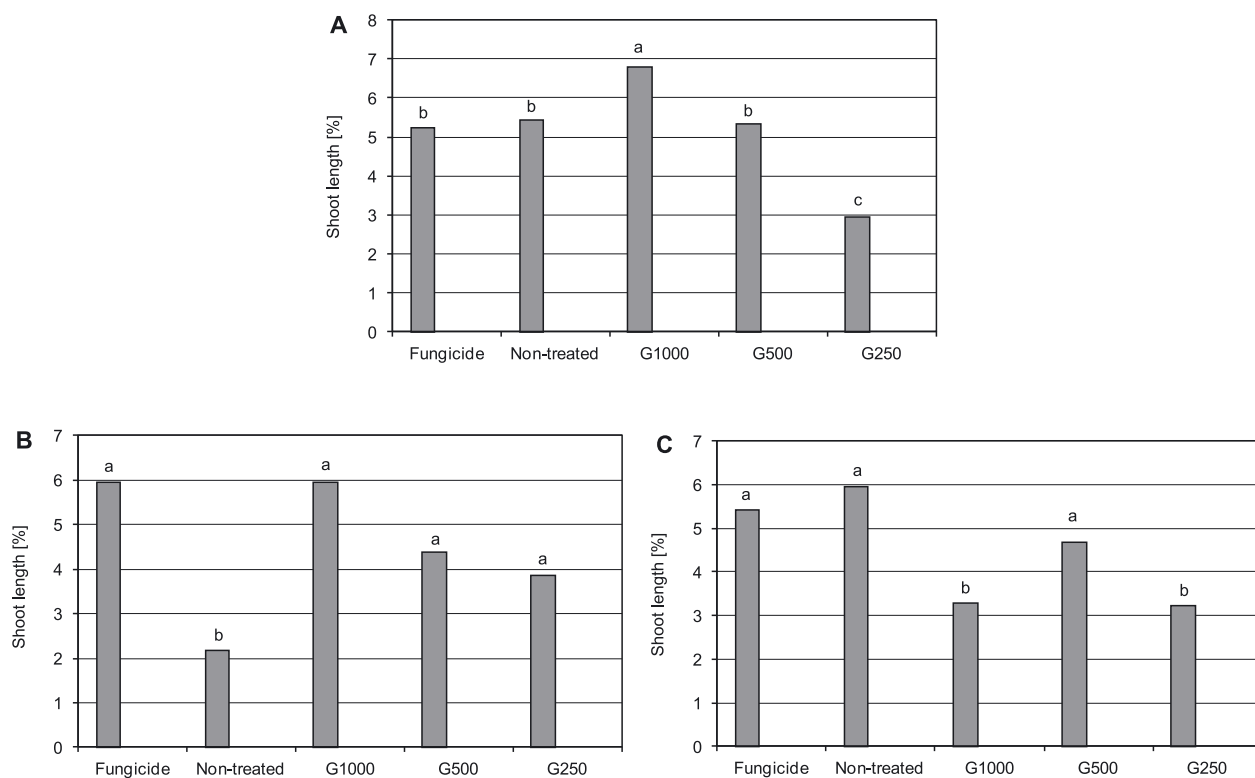 A
Shoot length [%]
8
7
6
5
4
3
2
1
0
b
b
a
b
c
Fungicide Non-treated G1000 G500 G250
B
Shoot length [%]
7
6
5
4
3
2
1
0
a
b
a
a
a
Fungicide Non-treated G1000 G500 G250
C
Shoot length [%]
7
6
5
4
3
2
1
0
a
a
b
a
b
Fungicide Non-treated G1000 G500 G250